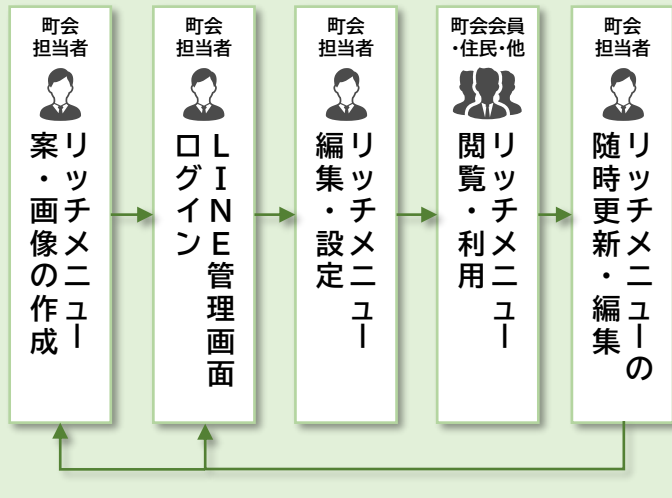 町会
担当者
リッチメニュー
案・画像の作成
町会
担当者
LINE管理画面
ログイン
町会
担当者
リッチメニュー
編集・設定
町会会員
・住民・他
リッチメニュー
閲覧・利用
町会
担当者
リッチメニューの
随時更新・編集